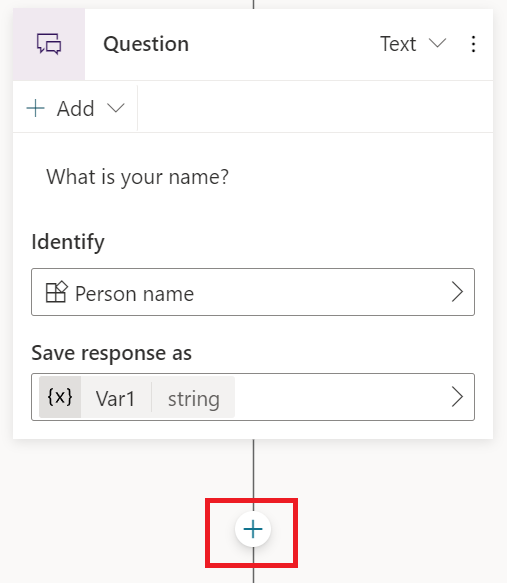 Question Text
Add
What is your name?
Identify
Person name
Save response as
{x} Var1 string